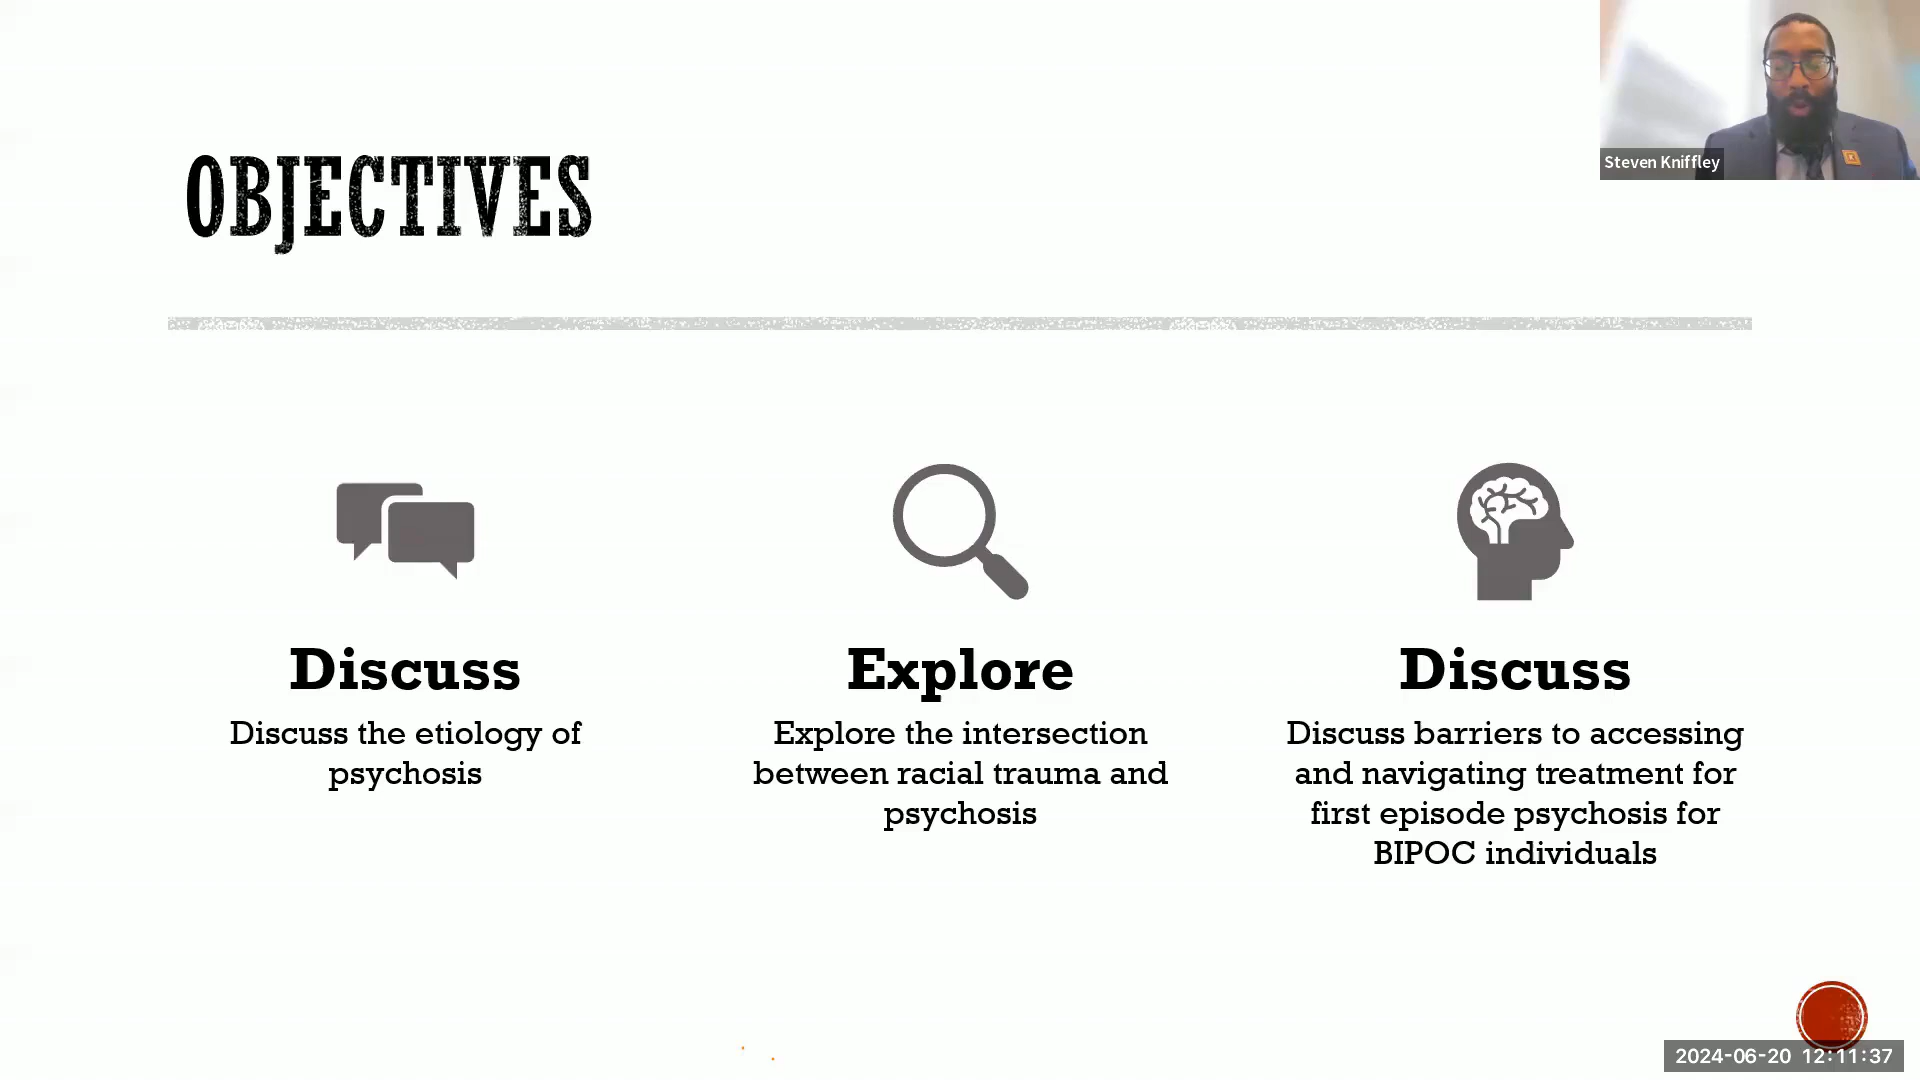 Steven Kniffley
OBJECTIVES
Discuss
Discuss the etiology of
psychosis
Explore
Explore the intersection
between racial trauma and
psychosis
Discuss
Discuss barriers to accessing
and navigating treatment for
first episode psychosis for
BIPOC individuals
2024-06-20 12:11:37